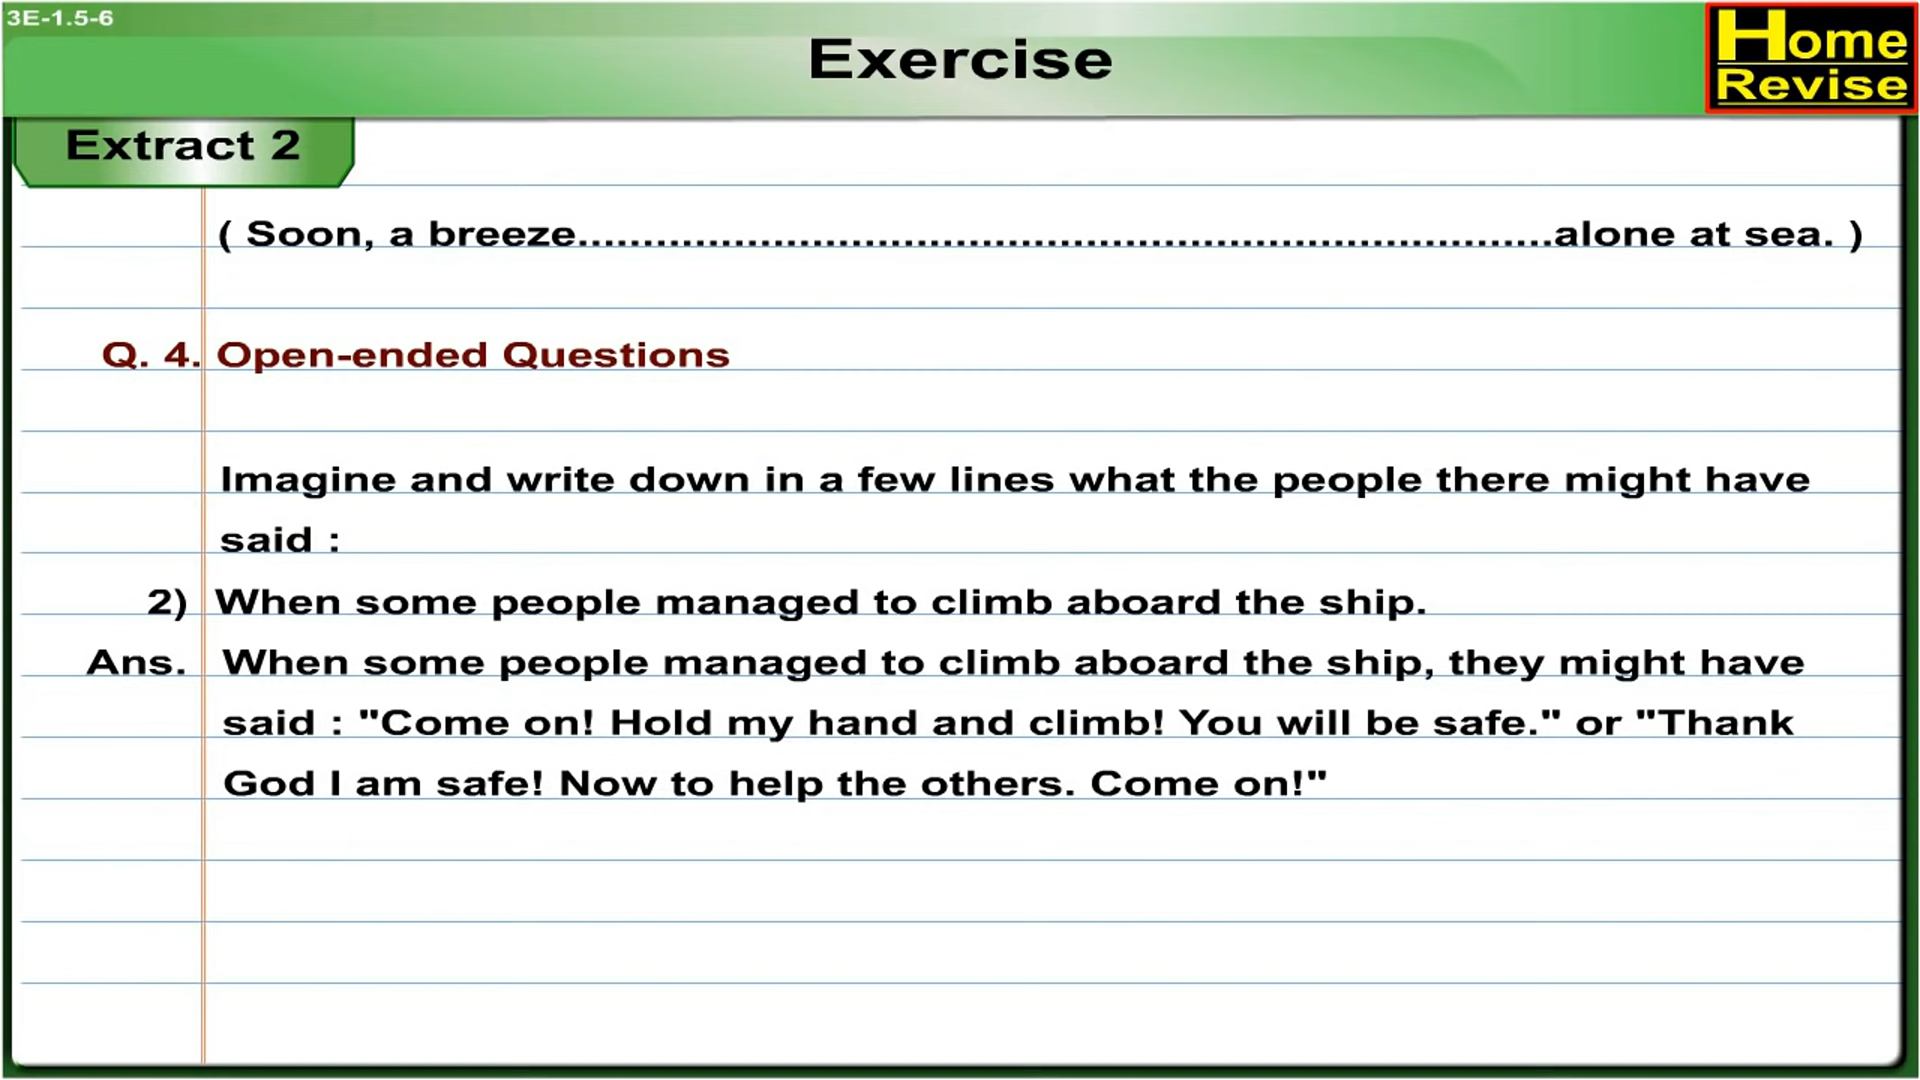 3E-1.5-6
Exercise
Home
Revise
Extract 2
( Soon, a breeze...........................................................................alone at sea. )
Q. 4. Open-ended Questions
Imagine and write down in a few lines what the people there might have
said :
2) When some people managed to climb aboard the ship.
Ans. When some people managed to climb aboard the ship, they might have
said : "Come on! Hold my hand and climb! You will be safe." or "Thank
God I am safe! Now to help the others. Come on!"